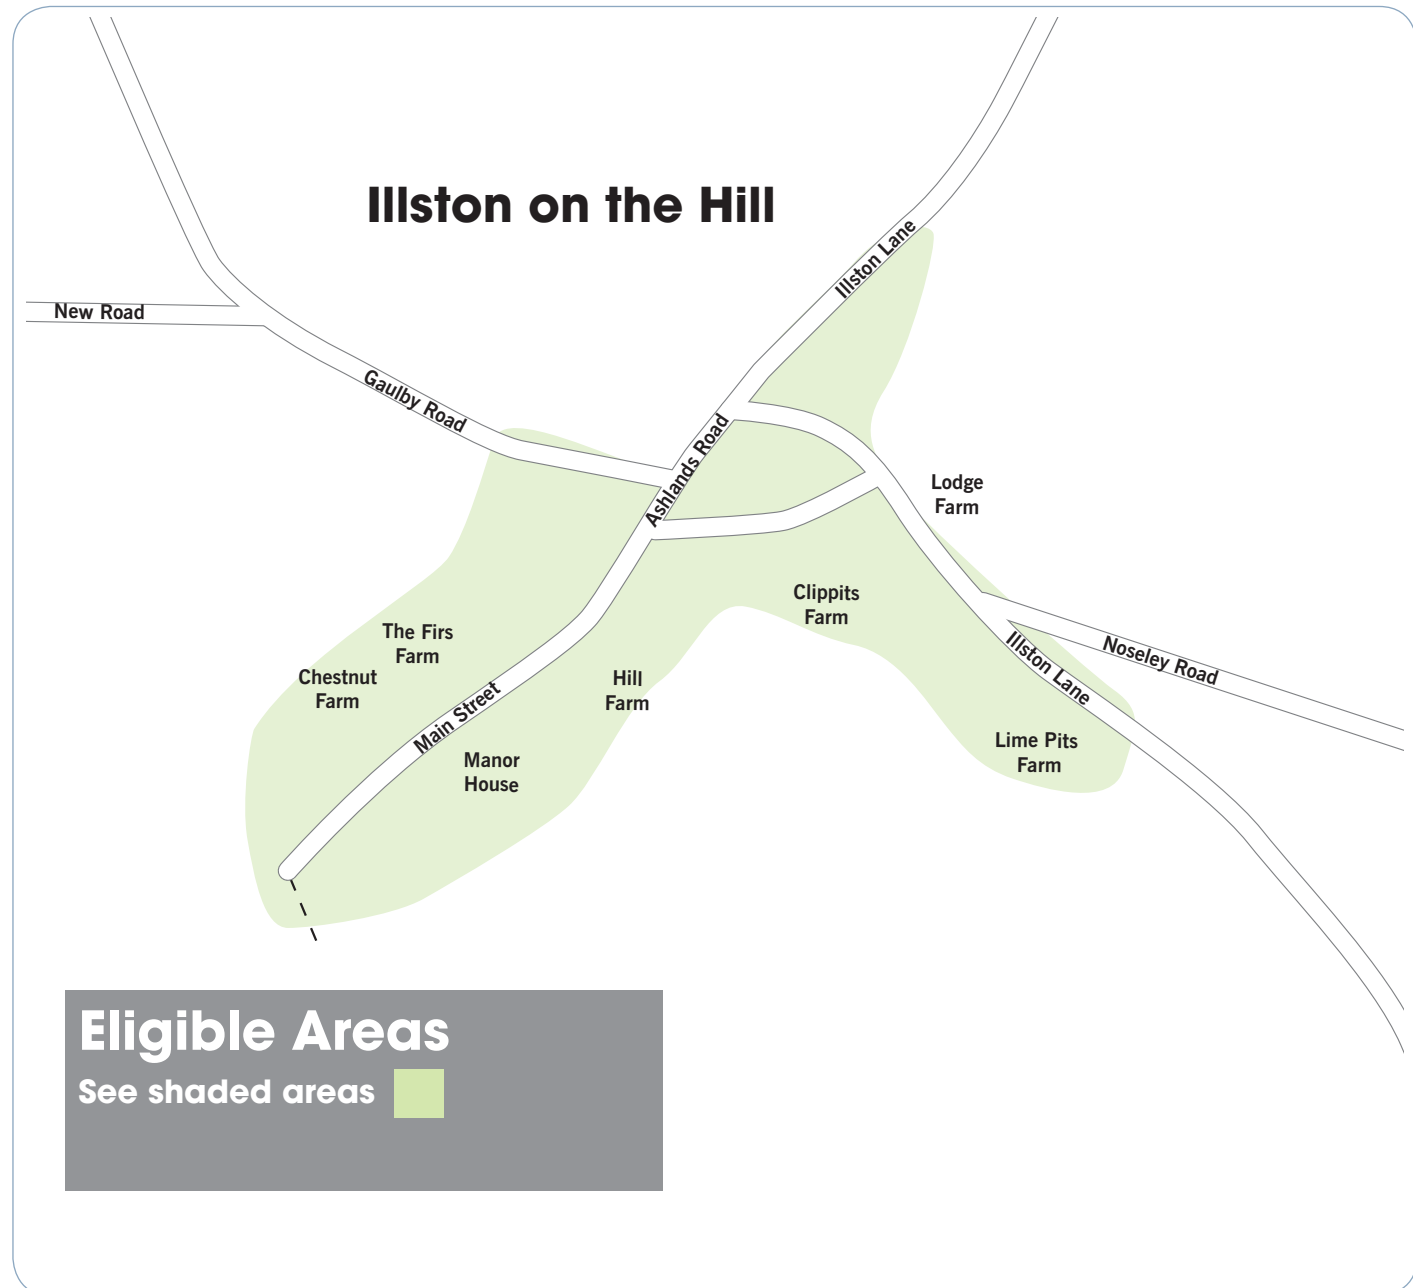 Illston on the Hill
Illston Lane
New Road
Gaulby Road
Ashlands Road
Lodge
Farm
Clippits
Farm
The Firs
Farm
Chestnut
Farm
Hill
Farm
Illston Lane
Noseley Road
Main Street
Manor
House
Lime Pits
Farm
Eligible Areas
See shaded areas